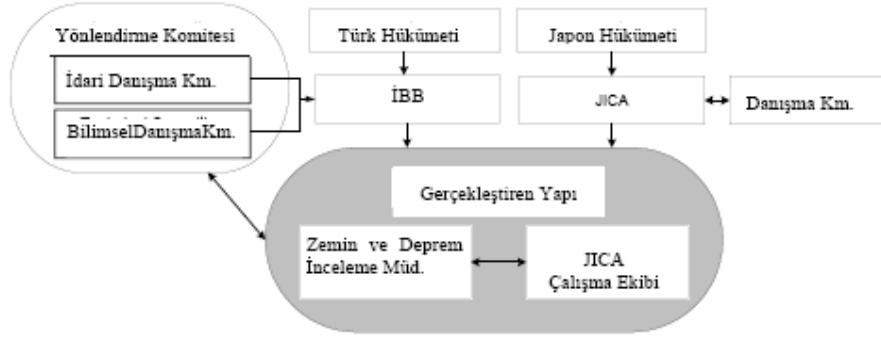 Yönlendirme Komitesi
Türk Hükümeti
Japon Hükümeti
İdari Danışma Km.
İBB
JICA
Danışma Km.
BilimselDanışmaKm.
Gerçekleştiren Yapı
Zemin ve Deprem
İnceleme Müd.
JICA
Çalışma Ekibi